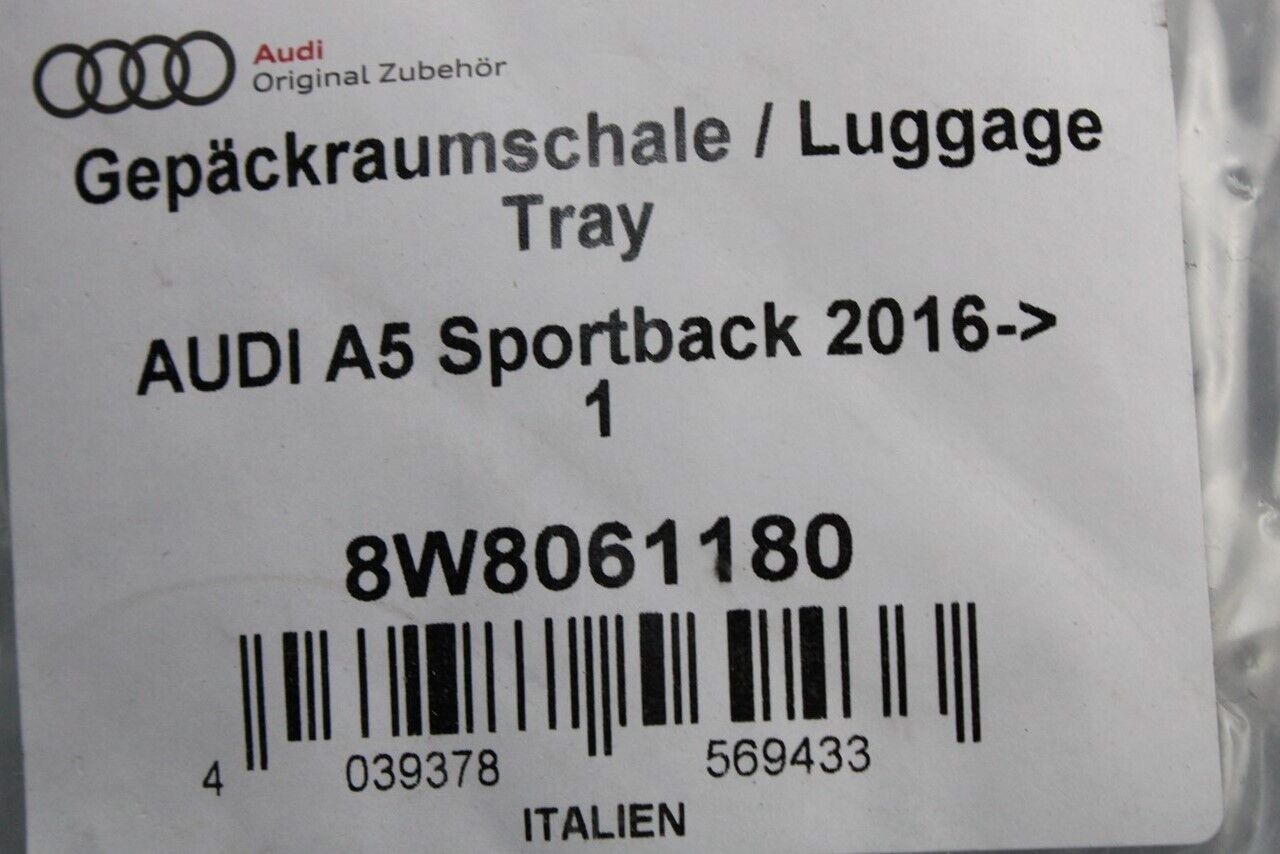 Audi
Original Zubehör
Gepäckraumschale / Luggage
Tray
AUDI A5 Sportback 2016->
1
8W8061180
4 039378 569433
ITALIEN